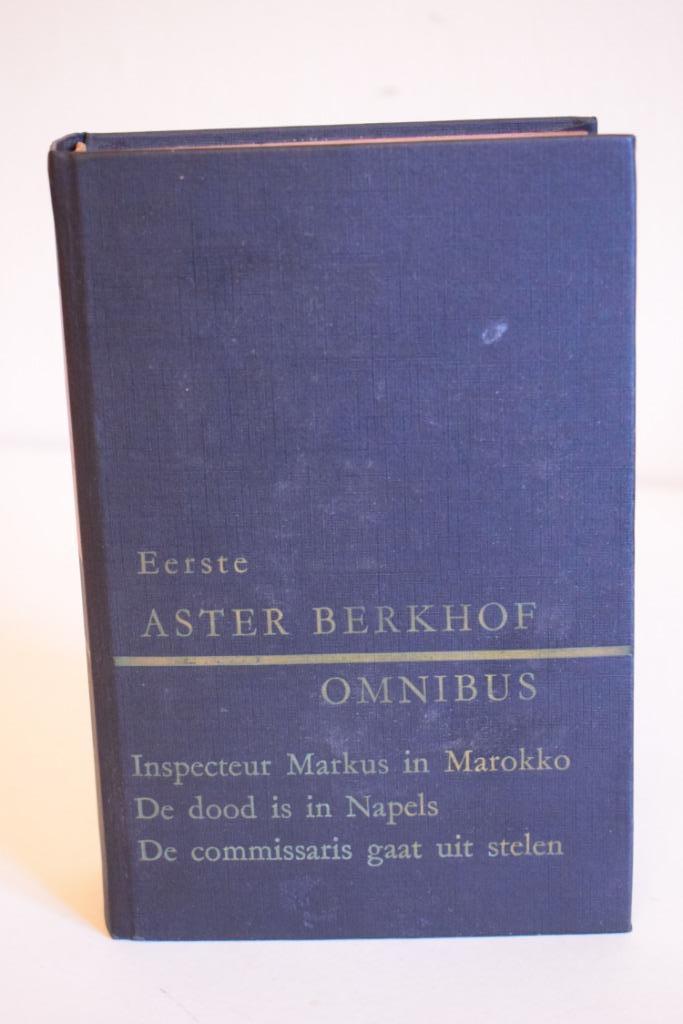 Eerste
ASTER BERKHOF
OMNIBUS
Inspecteur Markus in Marokko
De dood is in Napels
De commissaris gaat uit stelen